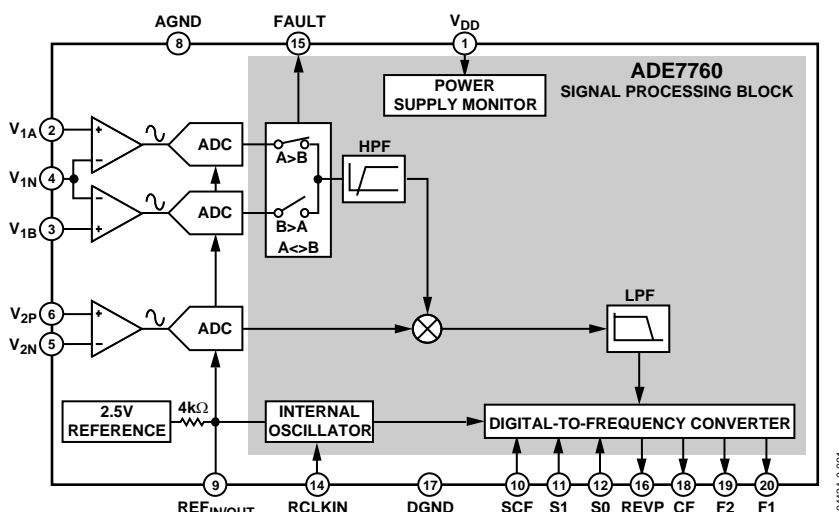 AGND
FAULT
VDD
8
15
1
ADE7760
SIGNAL PROCESSING BLOCK
POWER
SUPPLY MONITOR
V1A 2
+
–
ADC
A>B
HPF
V1N 4
–
+
ADC
B>A
A<>B
V1B 3
V2P 6
+
–
ADC
V2N 5
LPF
2.5V
REFERENCE
4kΩ
INTERNAL
OSCILLATOR
DIGITAL-TO-FREQUENCY CONVERTER
9
14
17
10
11
12
16
18
19
20
REFIN/OUT
RCLKIN
DGND
SCF
S1
S0
REVP
CF
F2
F1